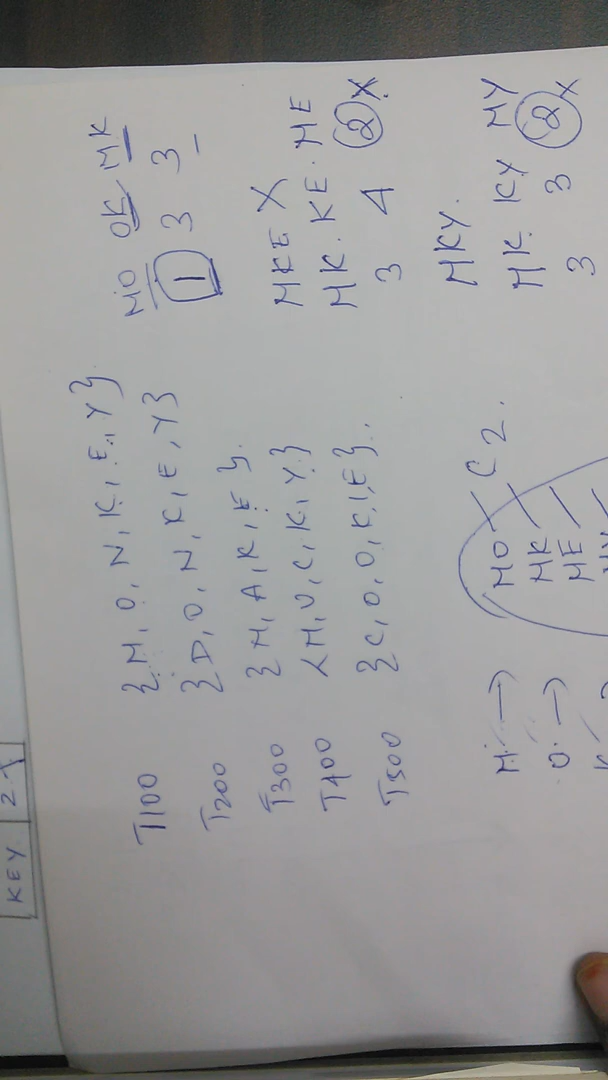 KEY 2
T100 {M, O, N, K, E, Y} MO OK MK
T200 {D, O, N, K, E, Y} 1 3 3
T300 {M, A, K, E}. MKE X
T400 {M, U, C, K, Y} MK. KE. ME
T500 {C, O, O, K, I, E}. 3 4 2 X
MKY.
M → MO C2. MK. KY MY
O → MK 3 3 2 X
K → ME